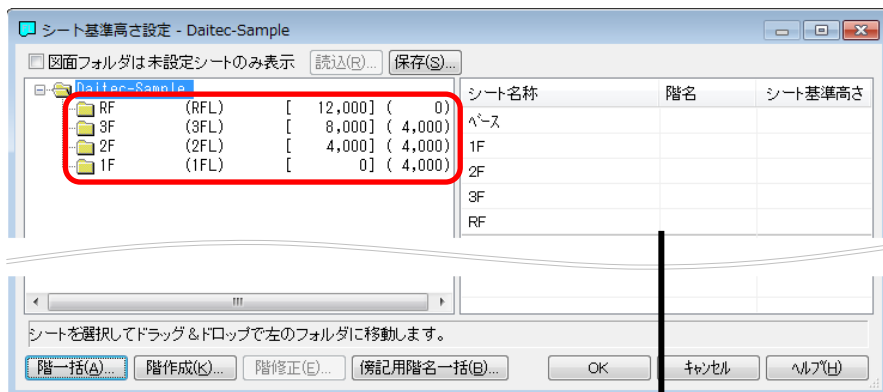 シート基準高さ設定 - Daitec-Sample
図面フォルダは未設定シートのみ表示 読込(R)... 保存(S)...
Daitec-Sample
RF (RFL) [ 12,000] ( 0)
3F (3FL) [ 8,000] ( 4,000)
2F (2FL) [ 4,000] ( 4,000)
1F (1FL) [ 0] ( 4,000)
シート名称 階名 シート基準高さ
ﾍﾞｰｽ
1F
2F
3F
RF
シートを選択してドラッグ＆ドロップで左のフォルダに移動します。
階一括(A)... 階作成(K)... 階修正(E)... 傍記用階名一括(B)... OK ｷｬﾝｾﾙ ﾍﾙﾌﾟ(H)